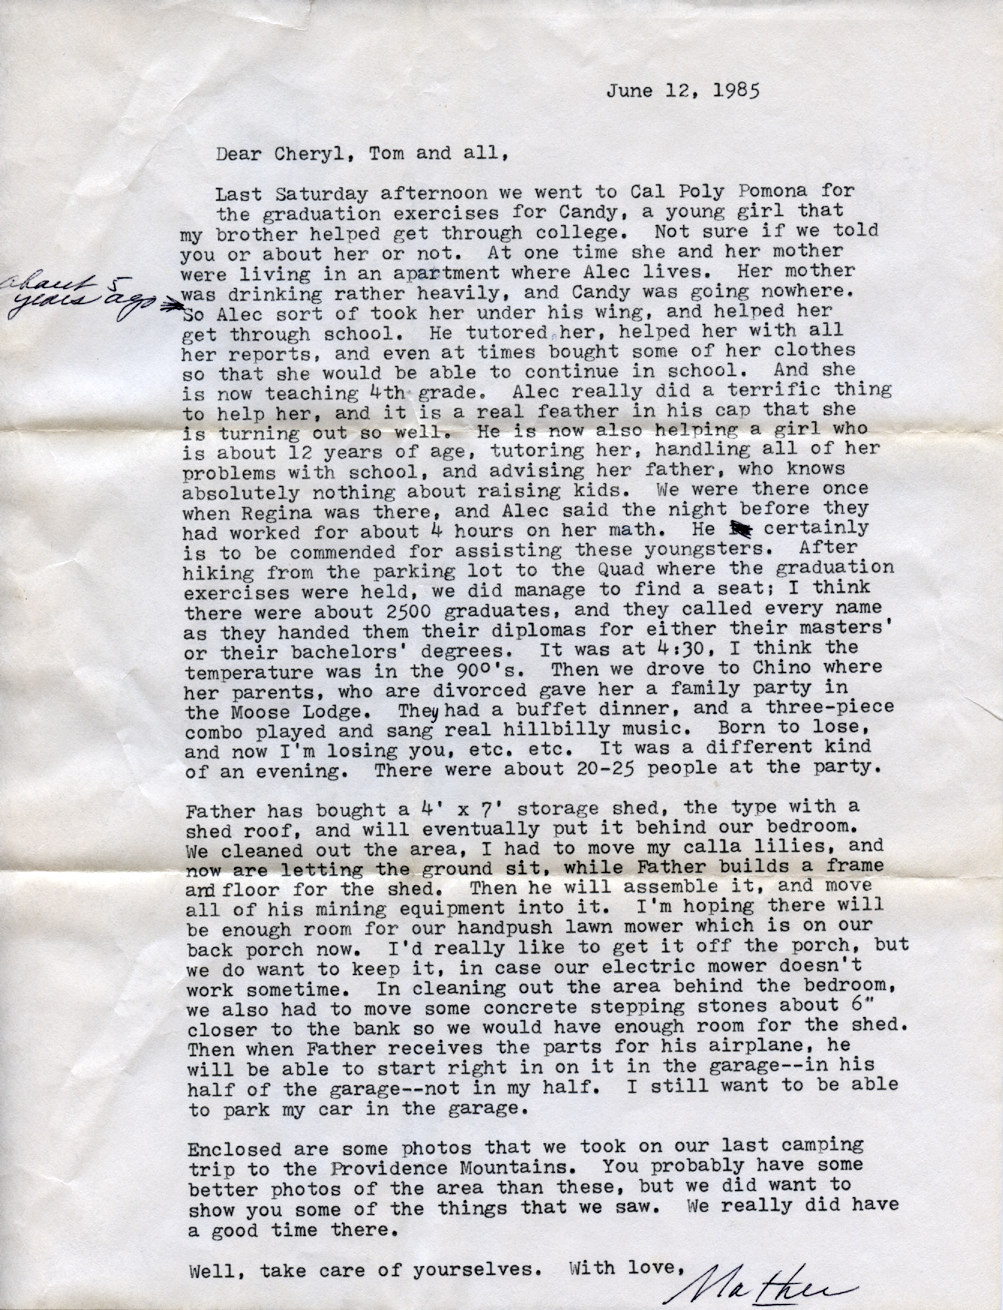 June 12, 1985
Dear Cheryl, Tom and all,
Last Saturday afternoon we went to Cal Poly Pomona for
the graduation exercises for Candy, a young girl that
my brother helped get through college. Not sure if we told
you or about her or not. At one time she and her mother
were living in an apartment where Alec lives. Her mother
about 5
years ago
was drinking rather heavily, and Candy was going nowhere.
So Alec sort of took her under his wing, and helped her
get through school. He tutored her, helped her with all
her reports, and even at times bought some of her clothes
so that she would be able to continue in school. And she
is now teaching 4th grade. Alec really did a terrific thing
to help her, and it is a real feather in his cap that she
is turning out so well. He is now also helping a girl who
is about 12 years of age, tutoring her, handling all of her
problems with school, and advising her father, who knows
absolutely nothing about raising kids. We were there once
when Regina was there, and Alec said the night before they
had worked for about 4 hours on her math. He certainly
is to be commended for assisting these youngsters. After
hiking from the parking lot to the Quad where the graduation
exercises were held, we did manage to find a seat; I think
there were about 2500 graduates, and they called every name
as they handed them their diplomas for either their masters'
or their bachelors' degrees. It was at 4:30, I think the
temperature was in the 90°'s. Then we drove to Chino where
her parents, who are divorced gave her a family party in
the Moose Lodge. They had a buffet dinner, and a three-piece
combo played and sang real hillbilly music. Born to lose,
and now I'm losing you, etc. etc. It was a different kind
of an evening. There were about 20-25 people at the party.
Father has bought a 4' x 7' storage shed, the type with a
shed roof, and will eventually put it behind our bedroom.
We cleaned out the area, I had to move my calla lilies, and
now are letting the ground sit, while Father builds a frame
and floor for the shed. Then he will assemble it, and move
all of his mining equipment into it. I'm hoping there will
be enough room for our handpush lawn mower which is on our
back porch now. I'd really like to get it off the porch, but
we do want to keep it, in case our electric mower doesn't
work sometime. In cleaning out the area behind the bedroom,
we also had to move some concrete stepping stones about 6"
closer to the bank so we would have enough room for the shed.
Then when Father receives the parts for his airplane, he
will be able to start right in on it in the garage--in his
half of the garage--not in my half. I still want to be able
to park my car in the garage.
Enclosed are some photos that we took on our last camping
trip to the Providence Mountains. You probably have some
better photos of the area than these, but we did want to
show you some of the things that we saw. We really did have
a good time there.
Well, take care of yourselves. With love,
Mother